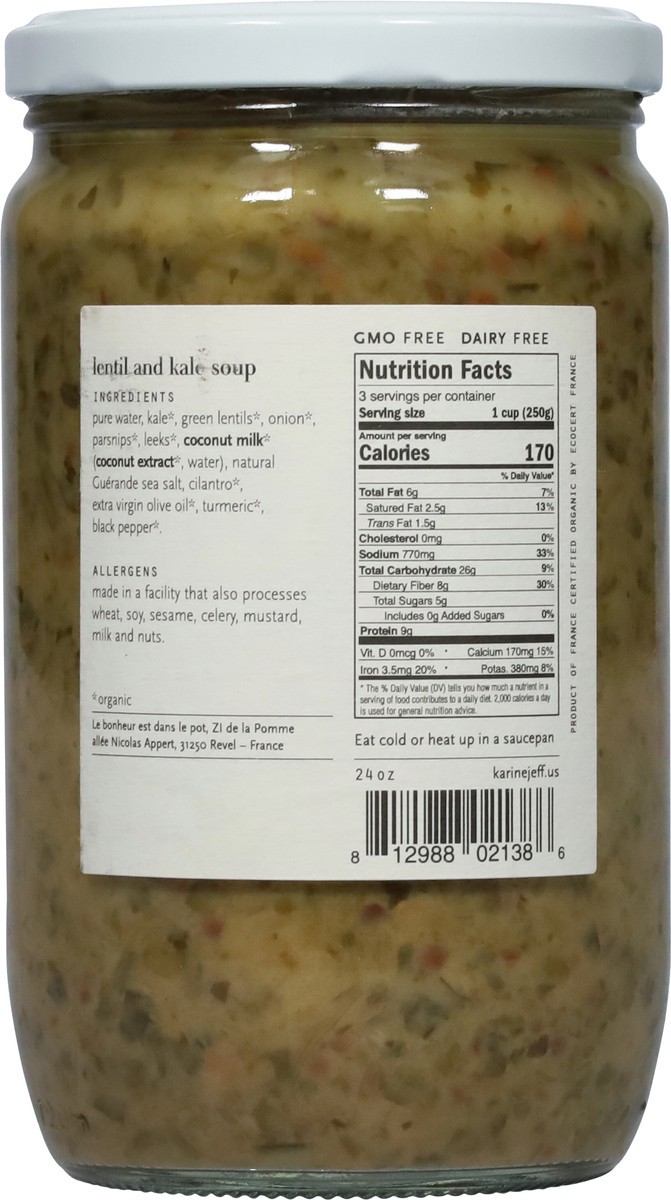 lentil and kale soup
INGREDIENTS
pure water, kale*, green lentils*, onion*,
parsnips*, leeks*, coconut milk*
(coconut extract*, water), natural
Guérande sea salt, cilantro*,
extra virgin olive oil*, turmeric*,
black pepper*.
ALLERGENS
made in a facility that also processes
wheat, soy, sesame, celery, mustard,
milk and nuts.
*organic
Le bonheur est dans le pot, ZI de la Pomme
allée Nicolas Appert, 31250 Revel – France
GMO FREE DAIRY FREE
Nutrition Facts
3 servings per container
Serving size 1 cup (250g)
Amount per serving
Calories 170
% Daily Value*
Total Fat 6g 7%
Satured Fat 2.5g 13%
Trans Fat 1.5g
Cholesterol 0mg 0%
Sodium 770mg 33%
Total Carbohydrate 26g 9%
Dietary Fiber 8g 30%
Total Sugars 5g
Includes 0g Added Sugars 0%
Protein 9g
Vit. D 0mcg 0% • Calcium 170mg 15%
Iron 3.5mg 20% • Potas. 380mg 8%
* The % Daily Value (DV) tells you how much a nutrient in a
serving of food contributes to a daily diet. 2,000 calories a day
is used for general nutrition advice.
Eat cold or heat up in a saucepan
24 oz karinejeff.us
8 12988 02138 6
PRODUCT OF FRANCE CERTIFIED ORGANIC BY ECOCERT FRANCE